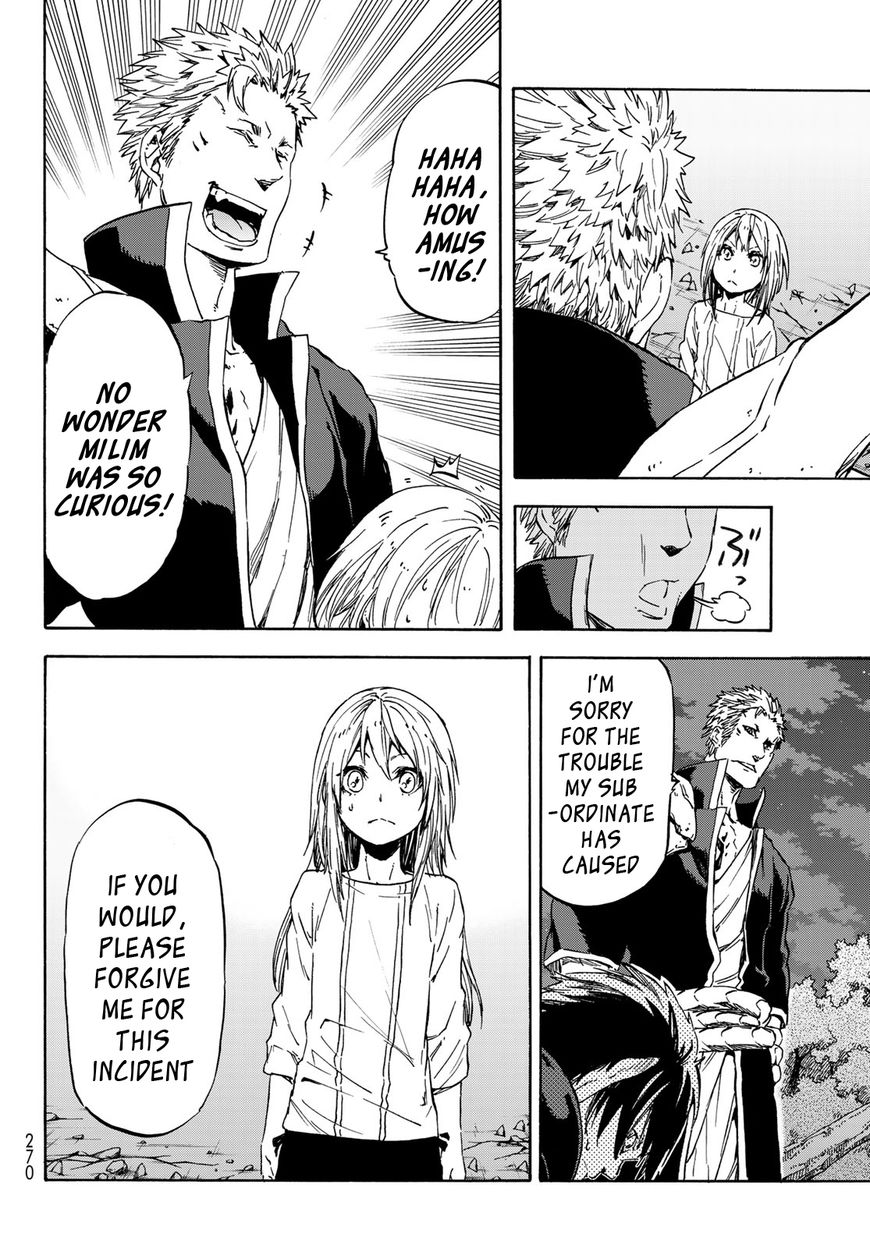 ぶっ
HAHA
HAHA,
HOW
AMUS
-ING!
NO
WONDER
MILIM
WAS SO
CURIOUS!
I'M
SORRY
FOR THE
TROUBLE
MY SUB
-ORDINATE
HAS
CAUSED
IF YOU
WOULD,
PLEASE
FORGIVE
ME FOR
THIS
INCIDENT
270